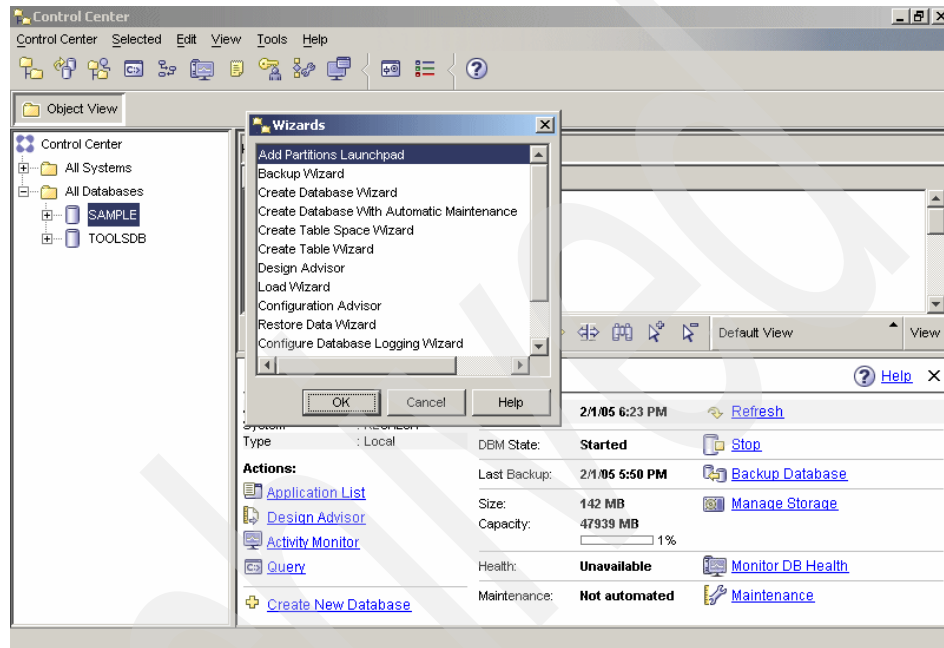 Control Center
Control Center Selected Edit View Tools Help
Object View
Control Center
All Systems
All Databases
SAMPLE
TOOLSDB
Wizards
Add Partitions Launchpad
Backup Wizard
Create Database Wizard
Create Database With Automatic Maintenance
Create Table Space Wizard
Create Table Wizard
Design Advisor
Load Wizard
Configuration Advisor
Restore Data Wizard
Configure Database Logging Wizard
OK Cancel Help
Default View View
Help
2/1/05 6:23 PM Refresh
Type : Local
DBM State: Started Stop
Last Backup: 2/1/05 5:50 PM Backup Database
Actions:
Application List
Design Advisor
Activity Monitor
Query
Create New Database
Size: 142 MB Manage Storage
Capacity: 47939 MB
1%
Health: Unavailable Monitor DB Health
Maintenance: Not automated Maintenance